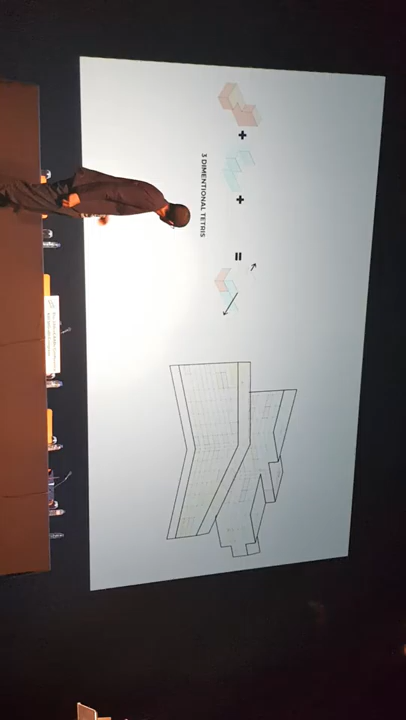 +
+
=
3 DIMENTIONAL TETRIS